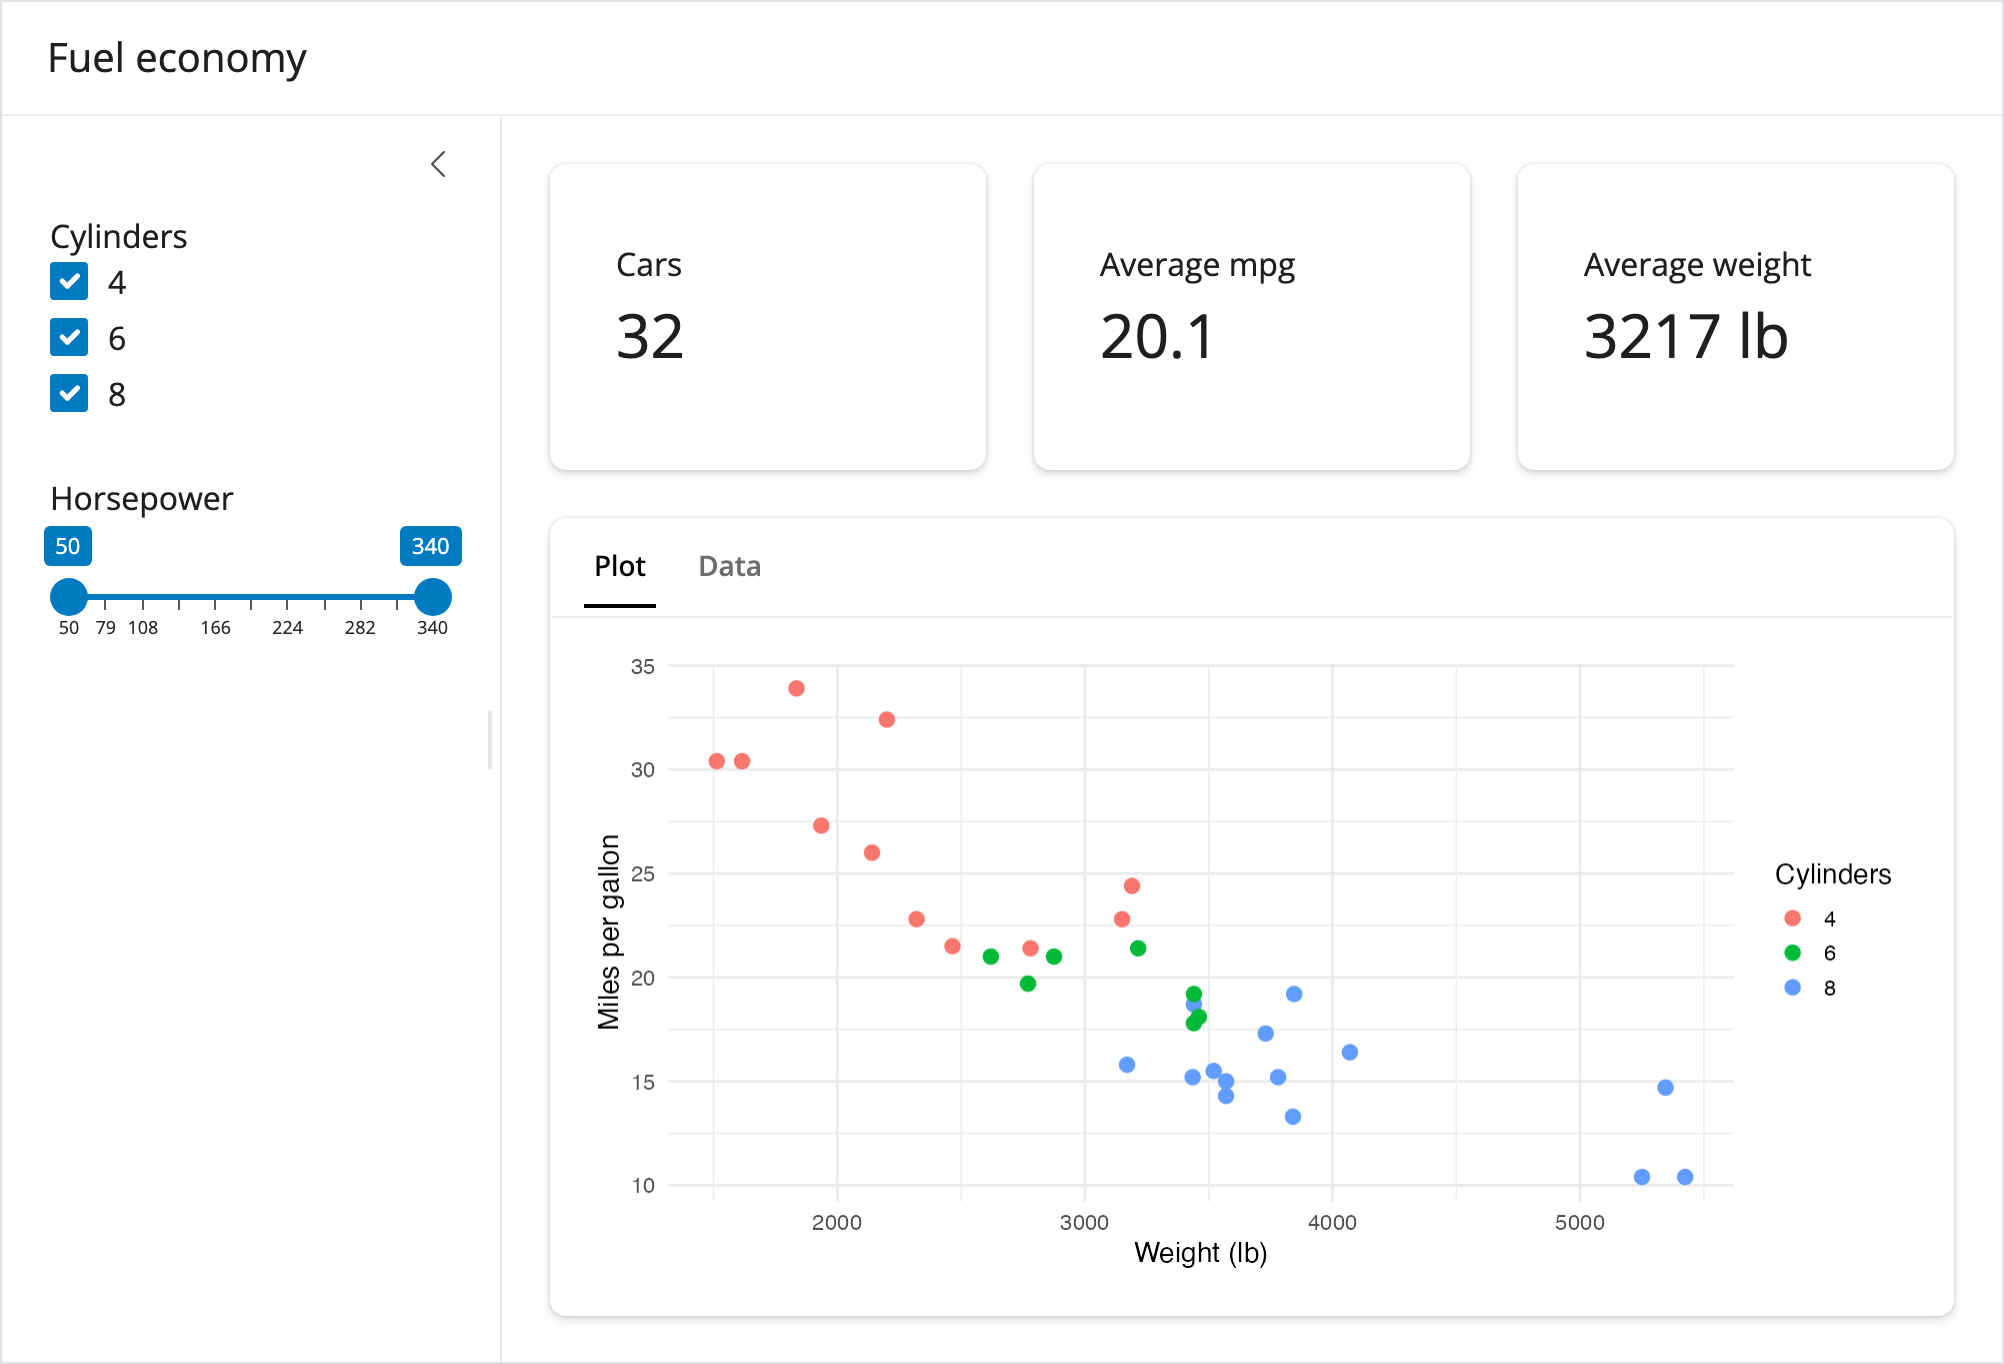 Fuel economy
Cylinders
4
6
8
Horsepower
50 340
50 79 108 166 224 282 340
Cars
32
Average mpg
20.1
Average weight
3217 lb
Plot Data
Miles per gallon
35
30
25
20
15
10
2000 3000 4000 5000
Weight (lb)
Cylinders
4
6
8